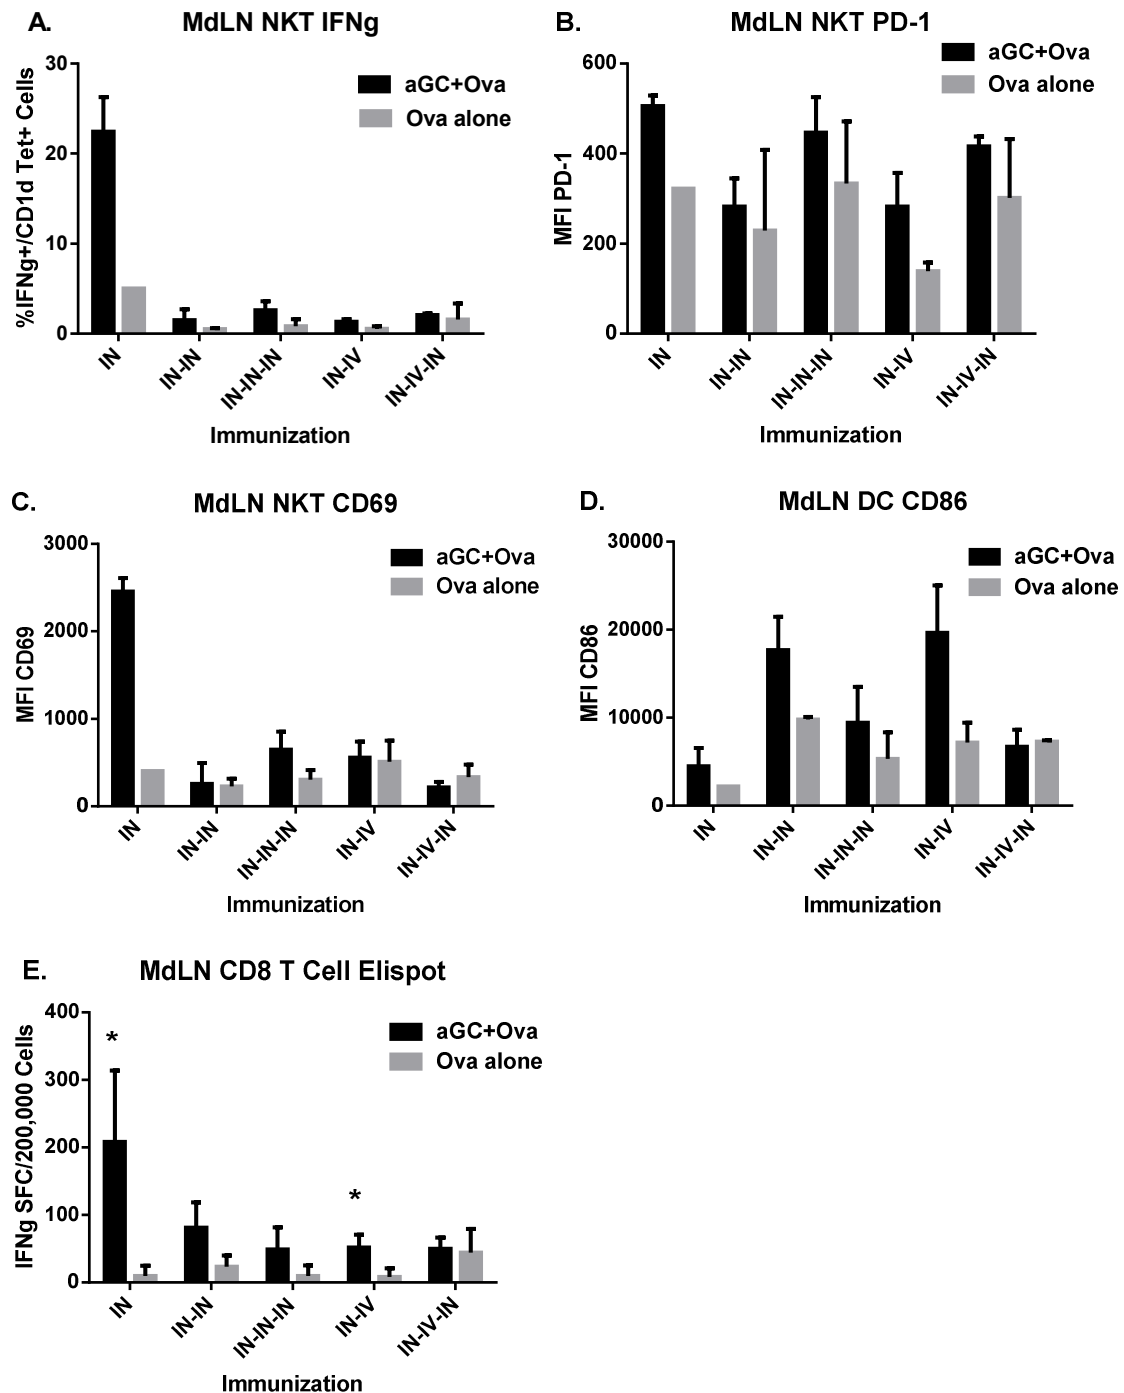 A.
MdLN NKT IFNg
%IFNg+/CD1d Tet+ Cells
30
20
10
0
aGC+Ova
Ova alone
IN
IN-IN
IN-IN-IN
IN-IV
IN-IV-IN
Immunization
B.
MdLN NKT PD-1
MFI PD-1
600
400
200
0
aGC+Ova
Ova alone
IN
IN-IN
IN-IN-IN
IN-IV
IN-IV-IN
Immunization
C.
MdLN NKT CD69
MFI CD69
3000
2000
1000
0
aGC+Ova
Ova alone
IN
IN-IN
IN-IN-IN
IN-IV
IN-IV-IN
Immunization
D.
MdLN DC CD86
MFI CD86
30000
20000
10000
0
aGC+Ova
Ova alone
IN
IN-IN
IN-IN-IN
IN-IV
IN-IV-IN
Immunization
E.
MdLN CD8 T Cell Elispot
IFNg SFC/200,000 Cells
400
300
200
100
0
*
*
aGC+Ova
Ova alone
IN
IN-IN
IN-IN-IN
IN-IV
IN-IV-IN
Immunization